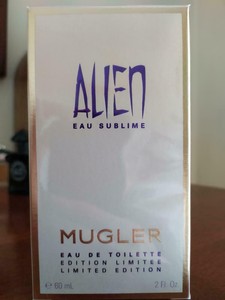 ALIEN
EAU SUBLIME
MUGLER
EAU DE TOILETTE
EDITION LIMITEE
LIMITED EDITION
℮ 60 ml 2 fl. Oz